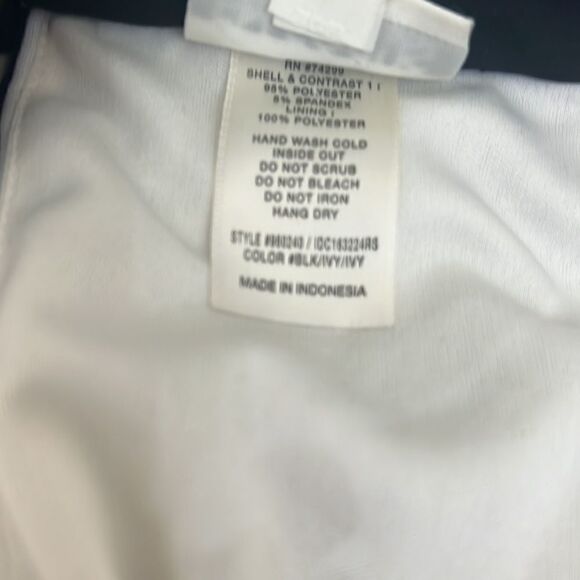 RN #74299
SHELL & CONTRAST 1 :
95% POLYESTER
5% SPANDEX
LINING :
100% POLYESTER
HAND WASH COLD
INSIDE OUT
DO NOT SCRUB
DO NOT BLEACH
DO NOT IRON
HANG DRY
STYLE
COLOR #BLK/IVY/IVY
MADE IN INDONESIA